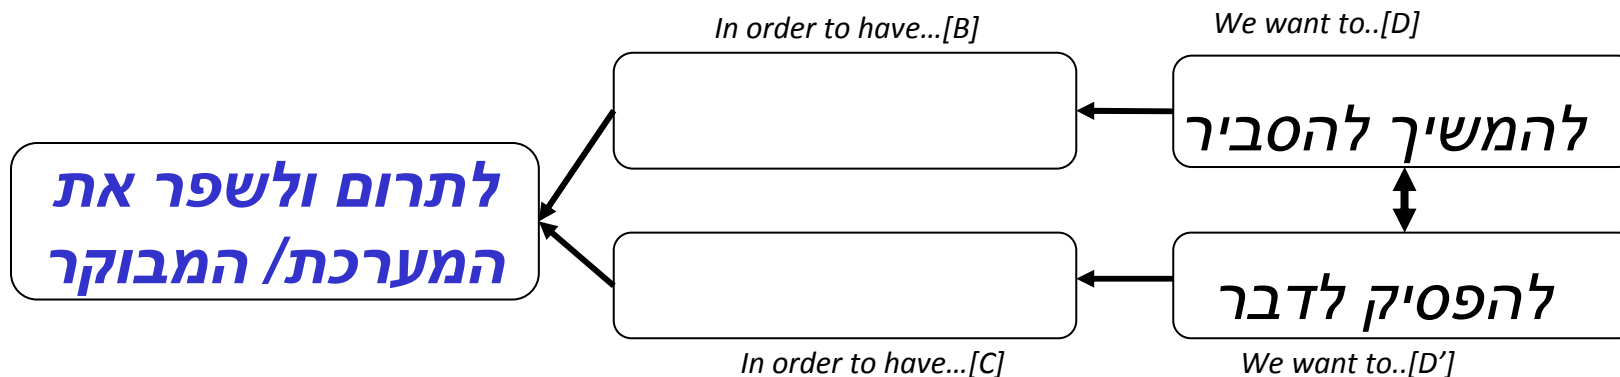 In order to have...[B]
We want to..[D]
להמשיך להסביר
לתרום ולשפר את
המערכת/ המבוקר
להפסיק לדבר
In order to have...[C]
We want to..[D’]